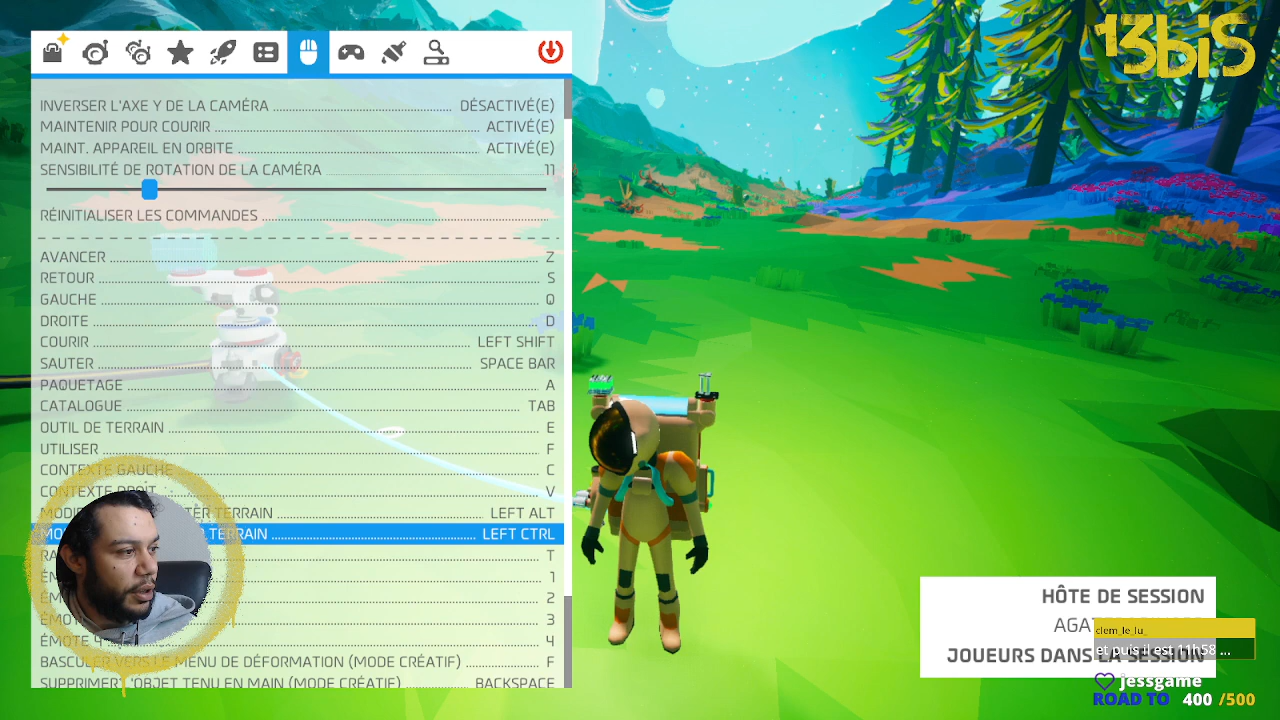 13biS
INVERSER L'AXE Y DE LA CAMÉRA DÉSACTIVÉ(E)
MAINTENIR POUR COURIR ACTIVÉ(E)
MAINT. APPAREIL EN ORBITE ACTIVÉ(E)
SENSIBILITÉ DE ROTATION DE LA CAMÉRA 11
RÉINITIALISER LES COMMANDES
AVANCER Z
RETOUR S
GAUCHE Q
DROITE D
COURIR LEFT SHIFT
SAUTER SPACE BAR
PAQUETAGE A
CATALOGUE TAB
OUTIL DE TERRAIN E
UTILISER F
CONTEXTE GAUCHE C
CONTEXTE DROIT V
TERRAIN LEFT ALT
TERRAIN LEFT CTRL
T
1
2
3
ÉMOTE 4 4
BASCULER VERS LE MENU DE DÉFORMATION (MODE CRÉATIF) F
SUPPRIMER L'OBJET TENU EN MAIN (MODE CRÉATIF) BACKSPACE
HÔTE DE SESSION
clem_le_lu_
et puis il est 11h58 ...
JOUEURS DANS LA SESSION
jessgame
ROAD TO 400 /500